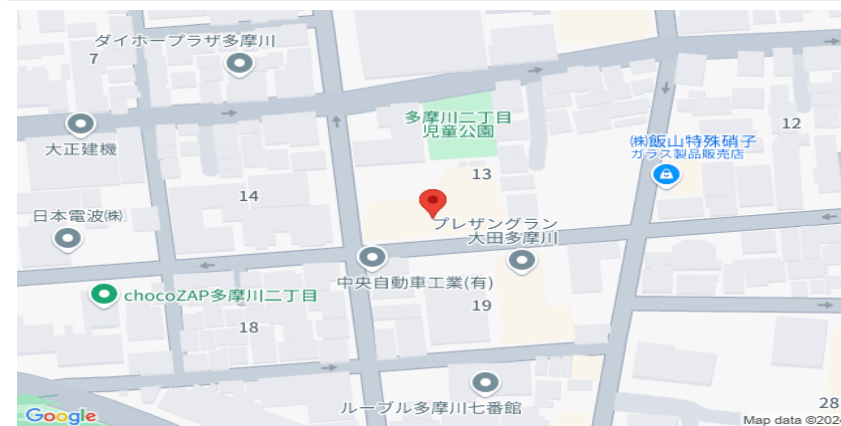 ダイホープラザ多摩川
7
大正建機
多摩川二丁目
児童公園
12
㈱飯山特殊硝子
ガラス製品販売店
13
14
日本電波㈱
プレザングラン
大田多摩川
中央自動車工業(有)
chocoZAP多摩川二丁目
19
18
ルーブル多摩川七番館
28
Google
Map data ©2024